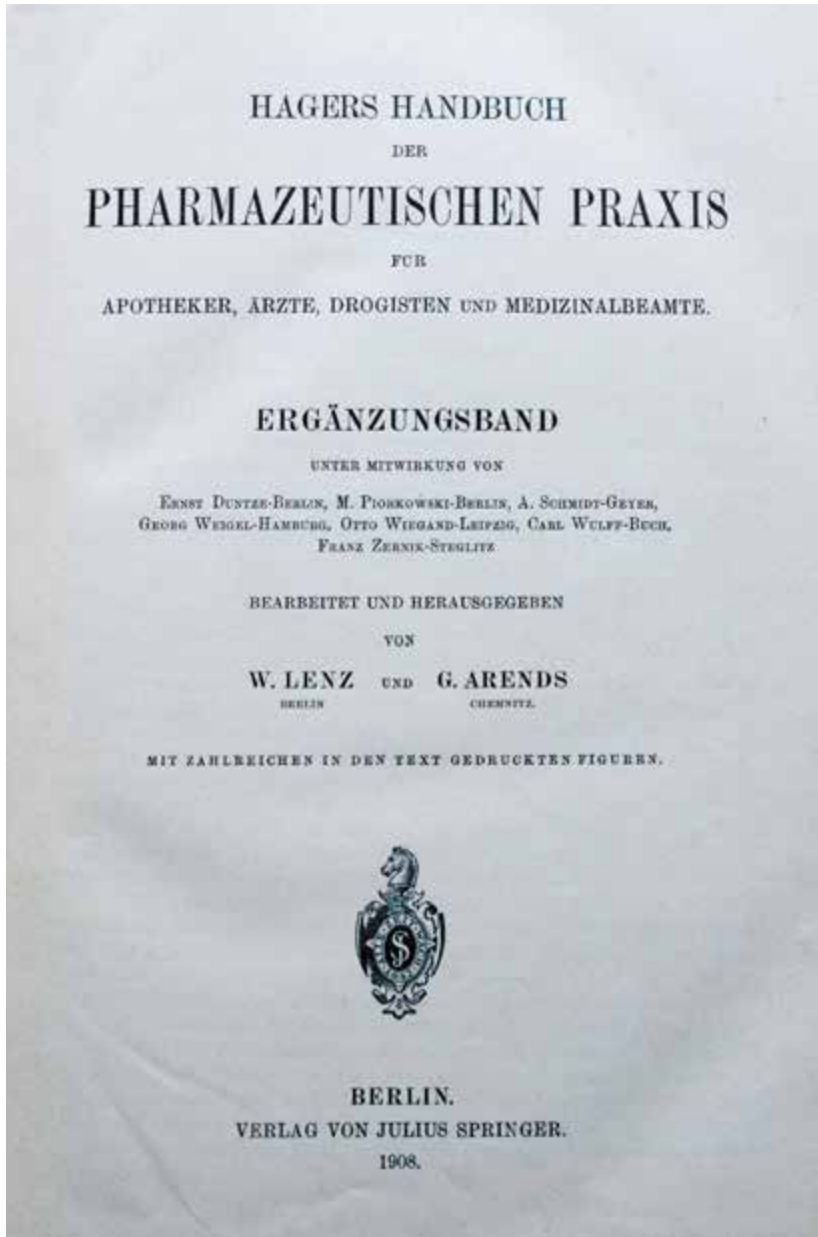 HAGERS HANDBUCH
DER
PHARMAZEUTISCHEN PRAXIS
FÜR
APOTHEKER, ÄRZTE, DROGISTEN UND MEDIZINALBEAMTE.
ERGÄNZUNGSBAND
UNTER MITWIRKUNG VON
ERNST DUNTZE-BERLIN, M. PIORKOWSKI-BERLIN, A. SCHMIDT-GEYER,
GEORG WEIGEL-HAMBURG, OTTO WIEGAND-LEIPZIG, CARL WULFF-BUCH,
FRANZ ZERNIK-STEGLITZ
BEARBEITET UND HERAUSGEGEBEN
VON
W. LENZ UND G. ARENDS
BERLIN CHEMNITZ.
MIT ZAHLREICHEN IN DEN TEXT GEDRUCKTEN FIGUREN.
BERLIN.
VERLAG VON JULIUS SPRINGER.
1908.